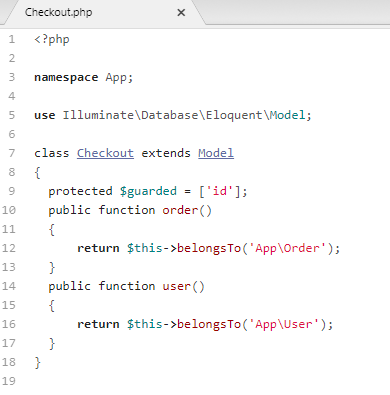 Checkout.php ×
1 <?php
2
3 namespace App;
4
5 use Illuminate\Database\Eloquent\Model;
6
7 class Checkout extends Model
8 {
9   protected $guarded = ['id'];
10   public function order()
11   {
12       return $this->belongsTo('App\Order');
13   }
14   public function user()
15   {
16       return $this->belongsTo('App\User');
17   }
18 }
19